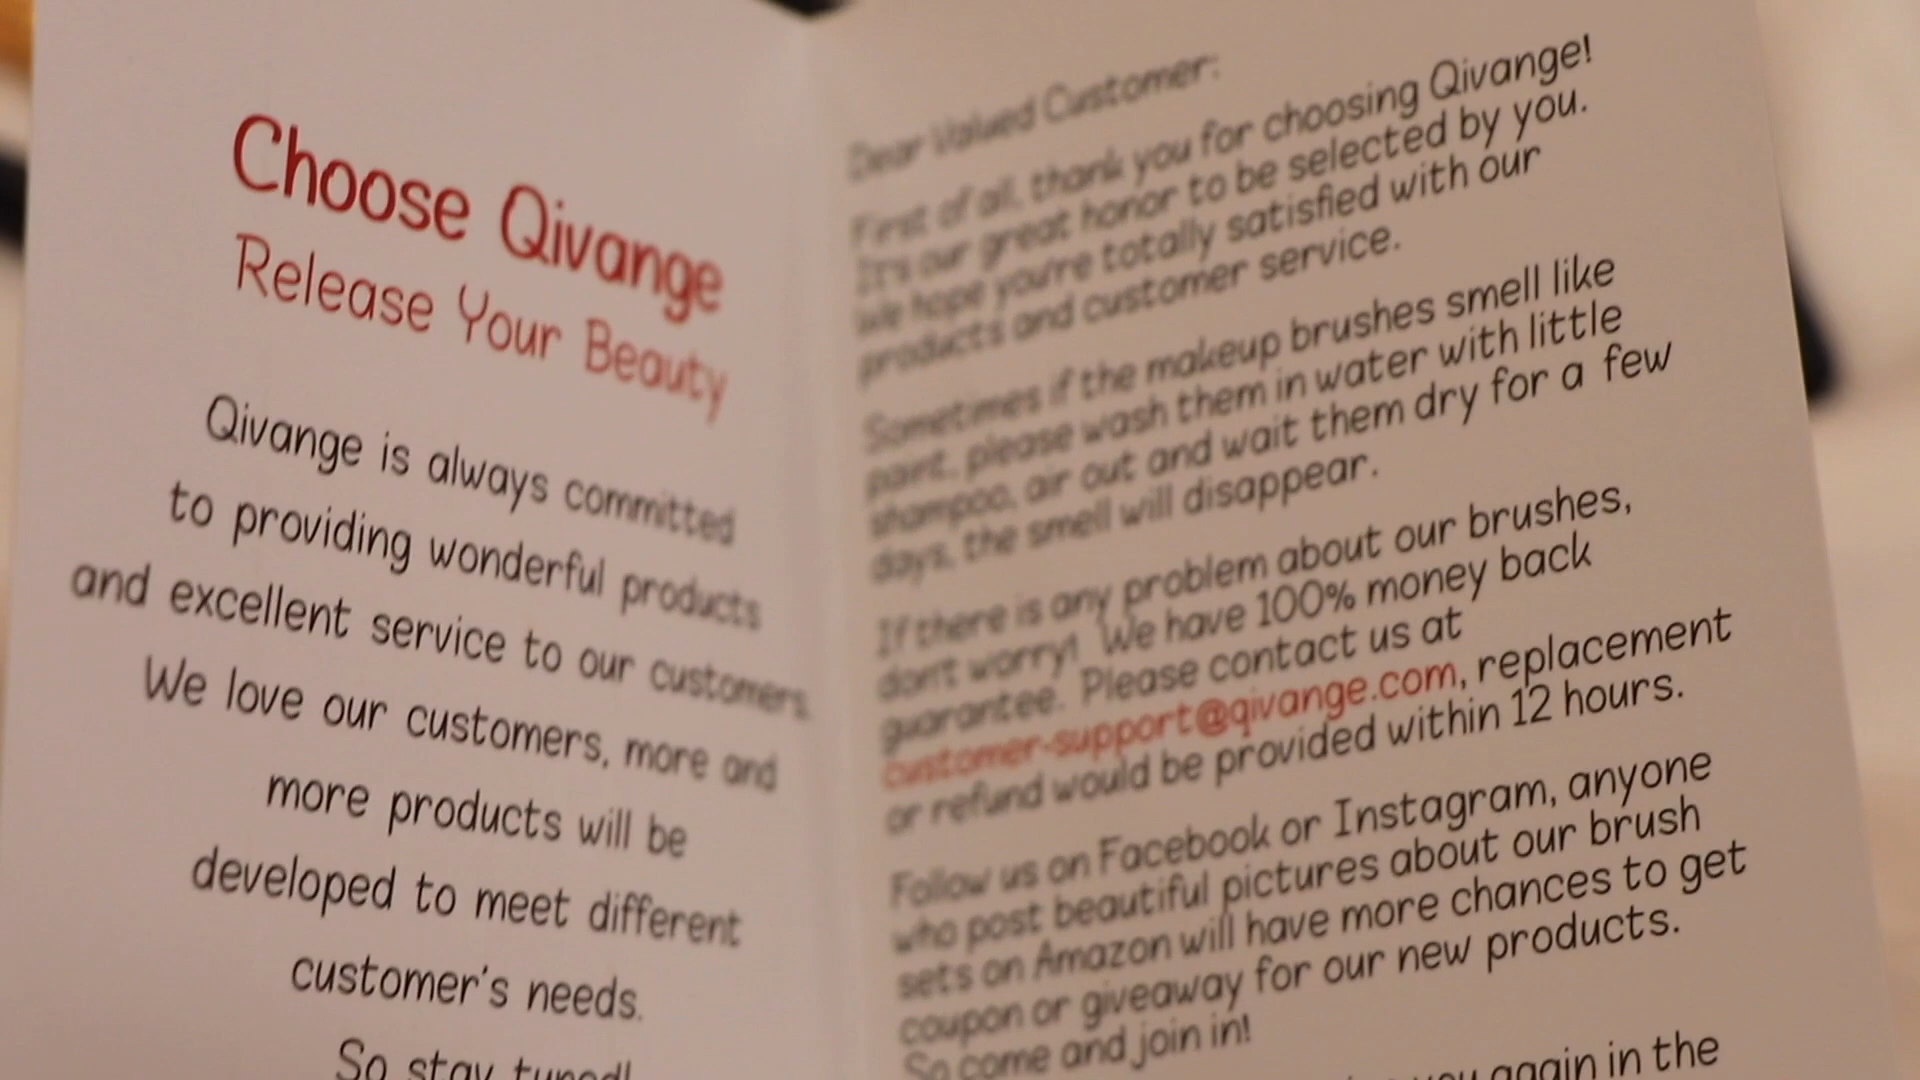 Choose Qivange
Release Your Beauty
Qivange is always committed
to providing wonderful products
and excellent service to our customers.
We love our customers, more and
more products will be
developed to meet different
customer's needs.
So stay tuned!
Dear Valued Customer:
First of all, thank you for choosing Qivange!
It's our great honor to be selected by you.
We hope you're totally satisfied with our
products and customer service.
Sometimes if the makeup brushes smell like
paint, please wash them in water with little
shampoo, air out and wait them dry for a few
days, the smell will disappear.
If there is any problem about our brushes,
don't worry! We have 100% money back
guarantee. Please contact us at
customer-support@qivange.com, replacement
or refund would be provided within 12 hours.
Follow us on Facebook or Instagram, anyone
who post beautiful pictures about our brush
sets on Amazon will have more chances to get
coupon or giveaway for our new products.
So come and join in!
you again in the